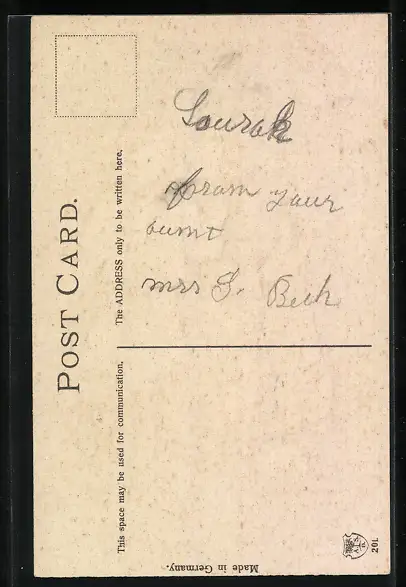 POST CARD.
The ADDRESS only to be written here.
This space may be used for communication.
from your
aunt
mrs G. Beck
Made in Germany.
201